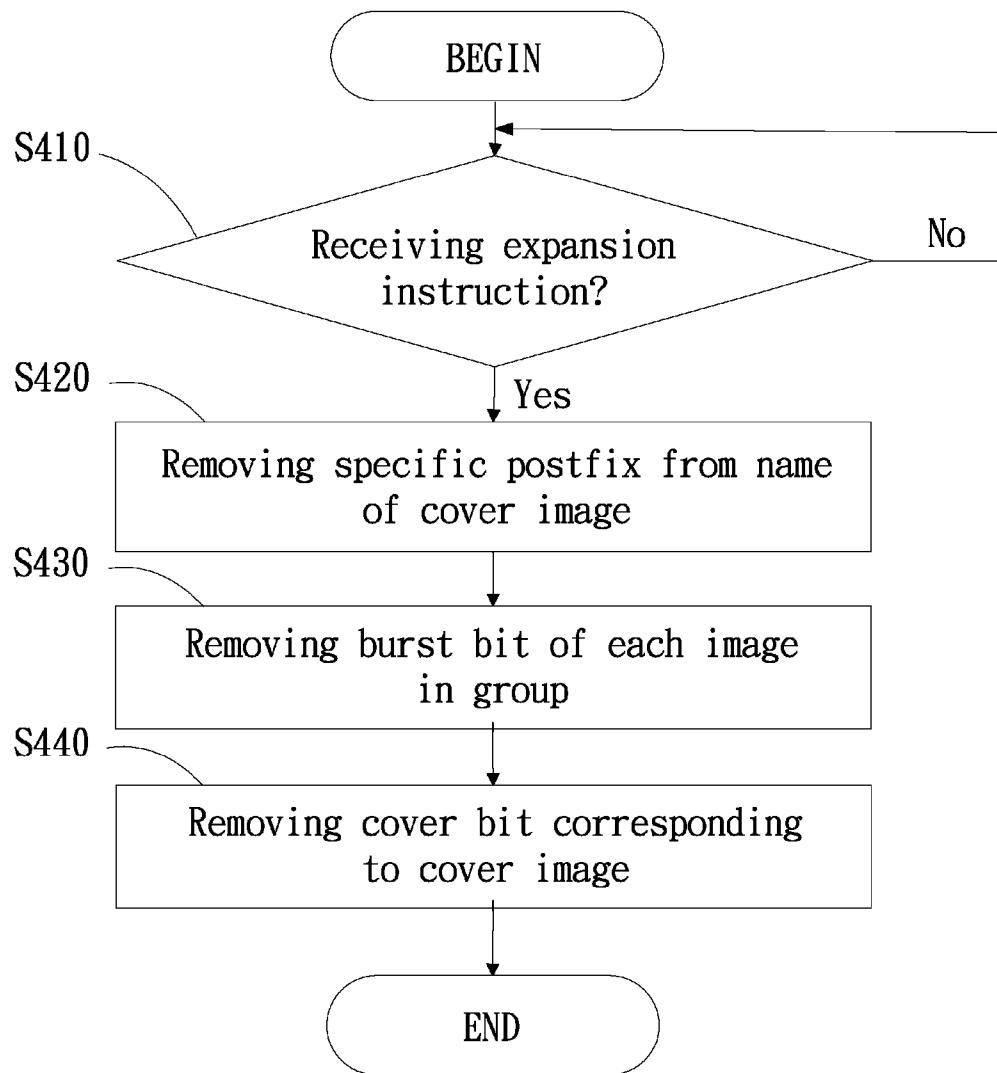 BEGIN
S410
Receiving expansion
instruction?
No
Yes
S420
Removing specific postfix from name
of cover image
S430
Removing burst bit of each image
in group
S440
Removing cover bit corresponding
to cover image
END